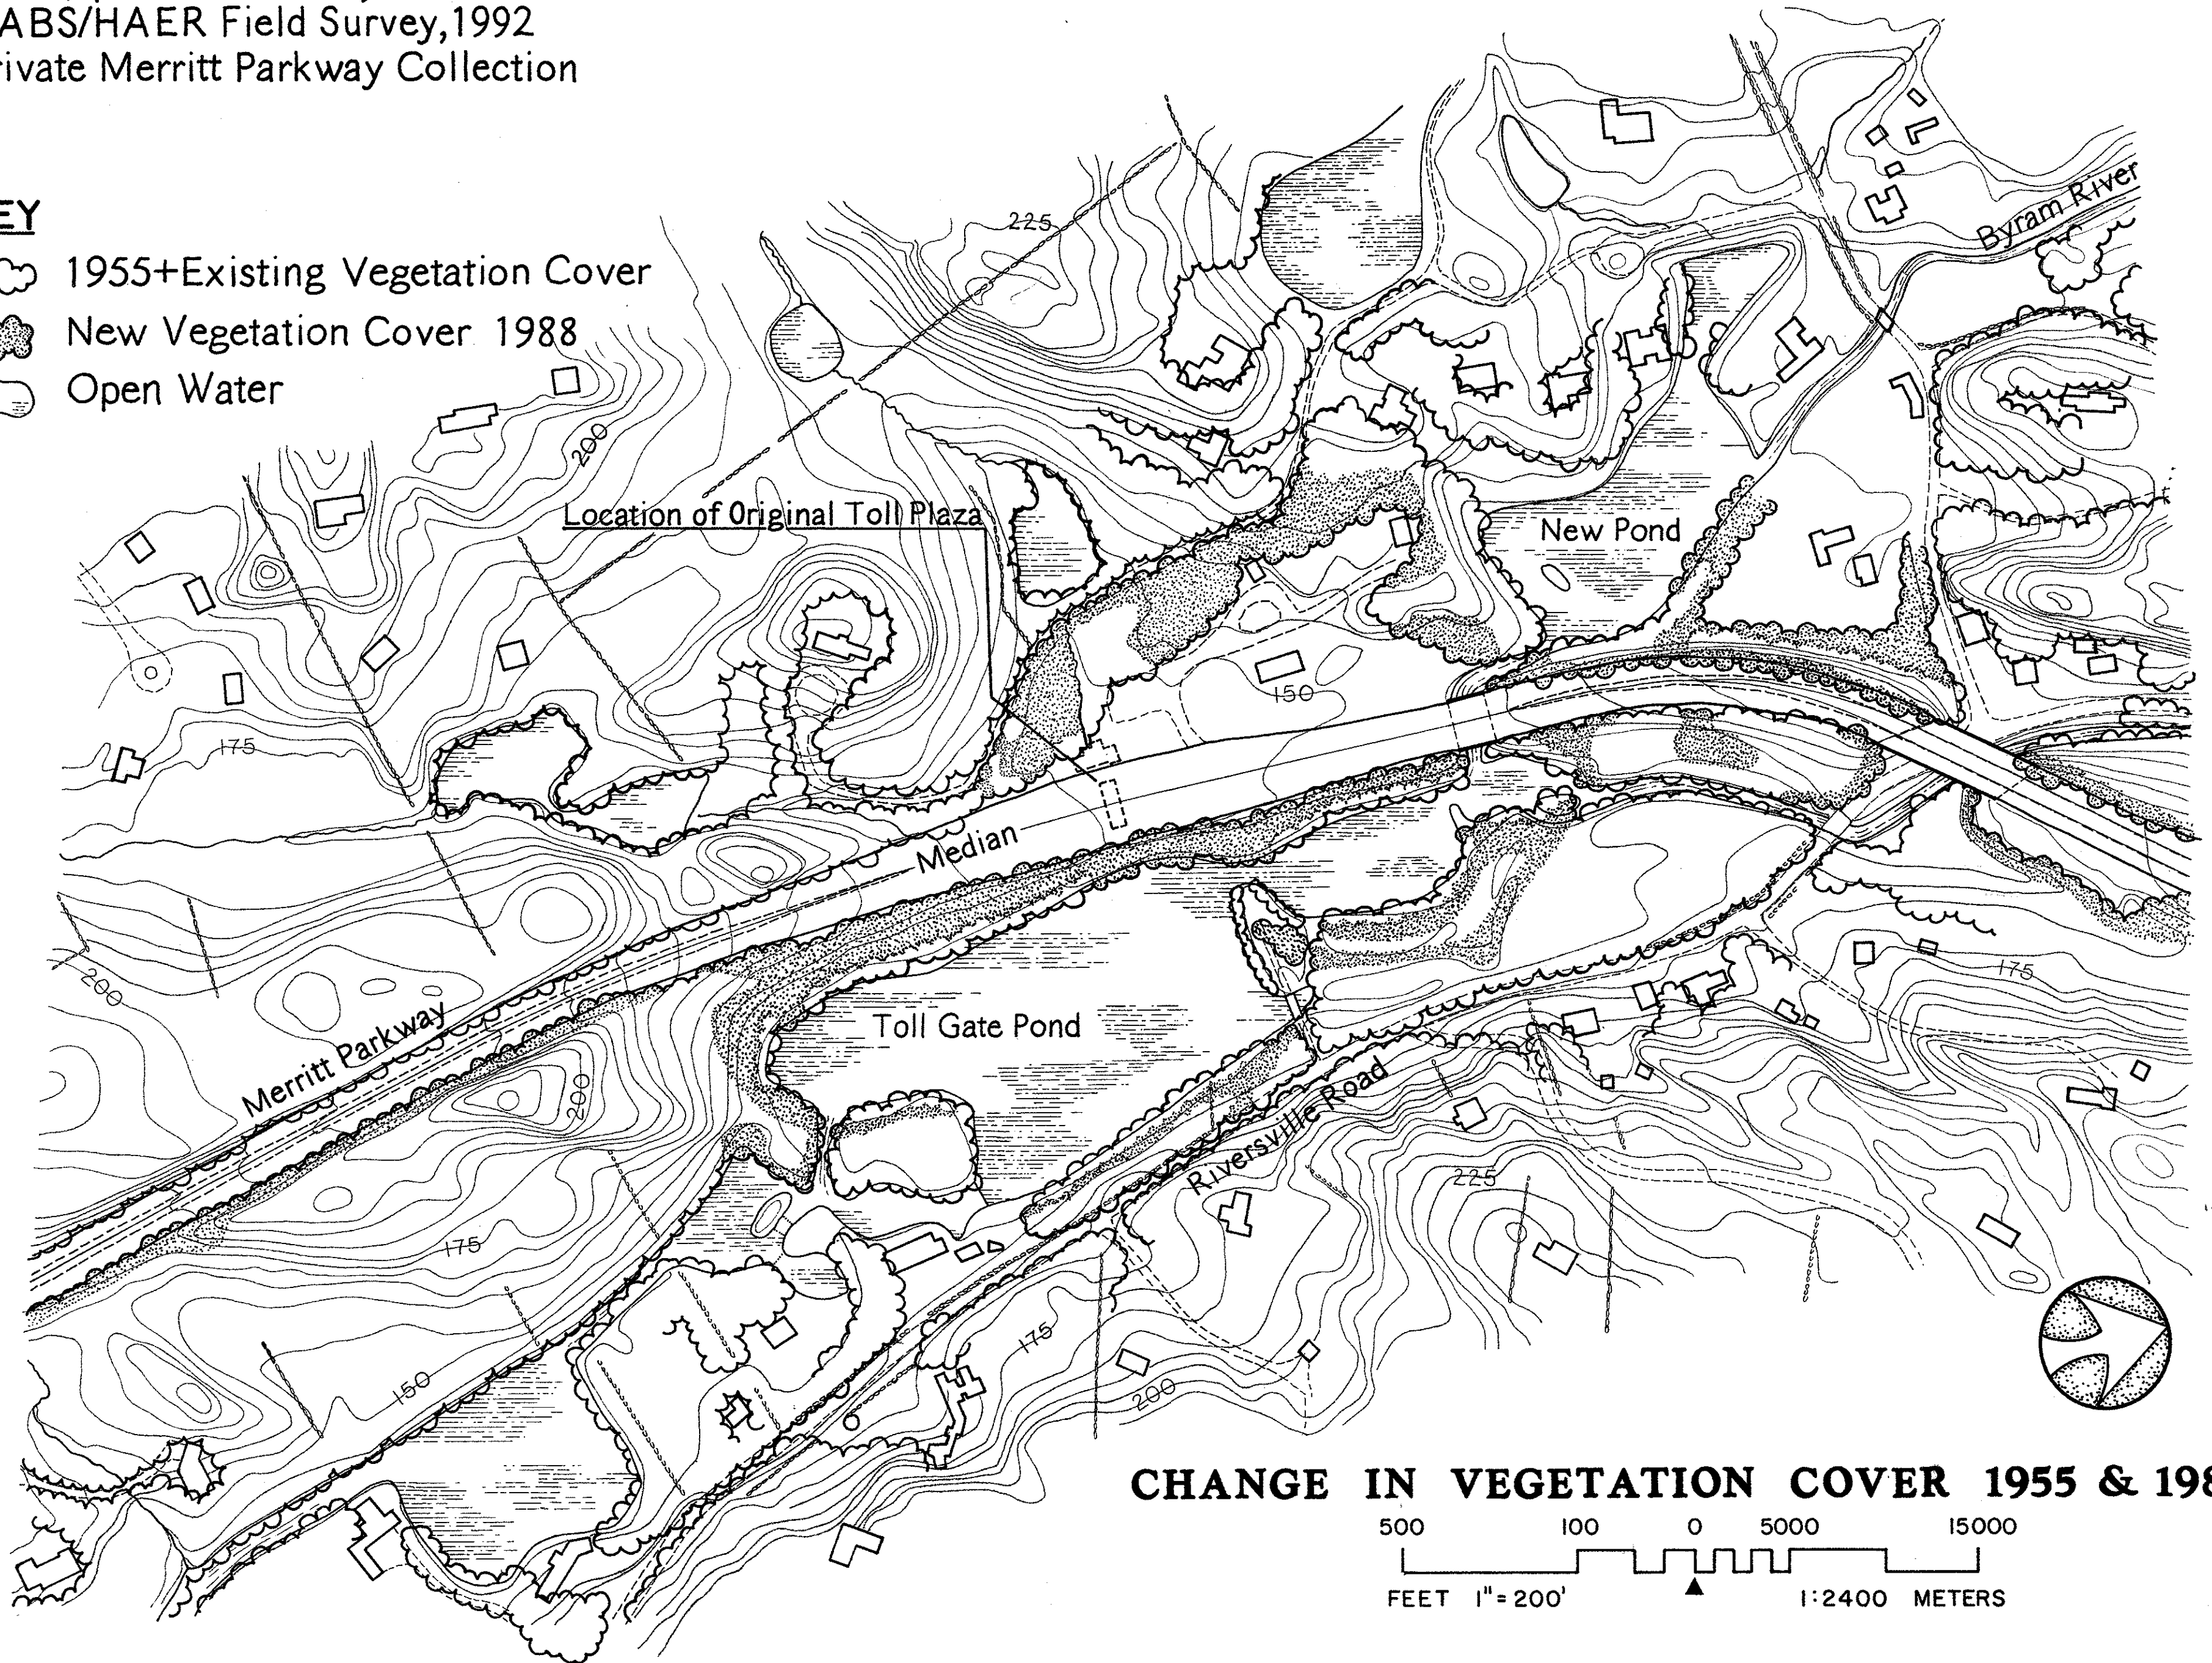 ABS/HAER Field Survey,1992
rivate Merritt Parkway Collection
EY
1955+Existing Vegetation Cover
New Vegetation Cover 1988
Open Water
225
Byram River
200
Location of Original Toll Plaza
New Pond
150
175
Median
200
Merritt Parkway
Toll Gate Pond
200
175
Riversville Road
225
175
150
175
200
CHANGE IN VEGETATION COVER 1955 & 198
500 100 0 5000 15000
FEET 1"=200' 1:2400 METERS